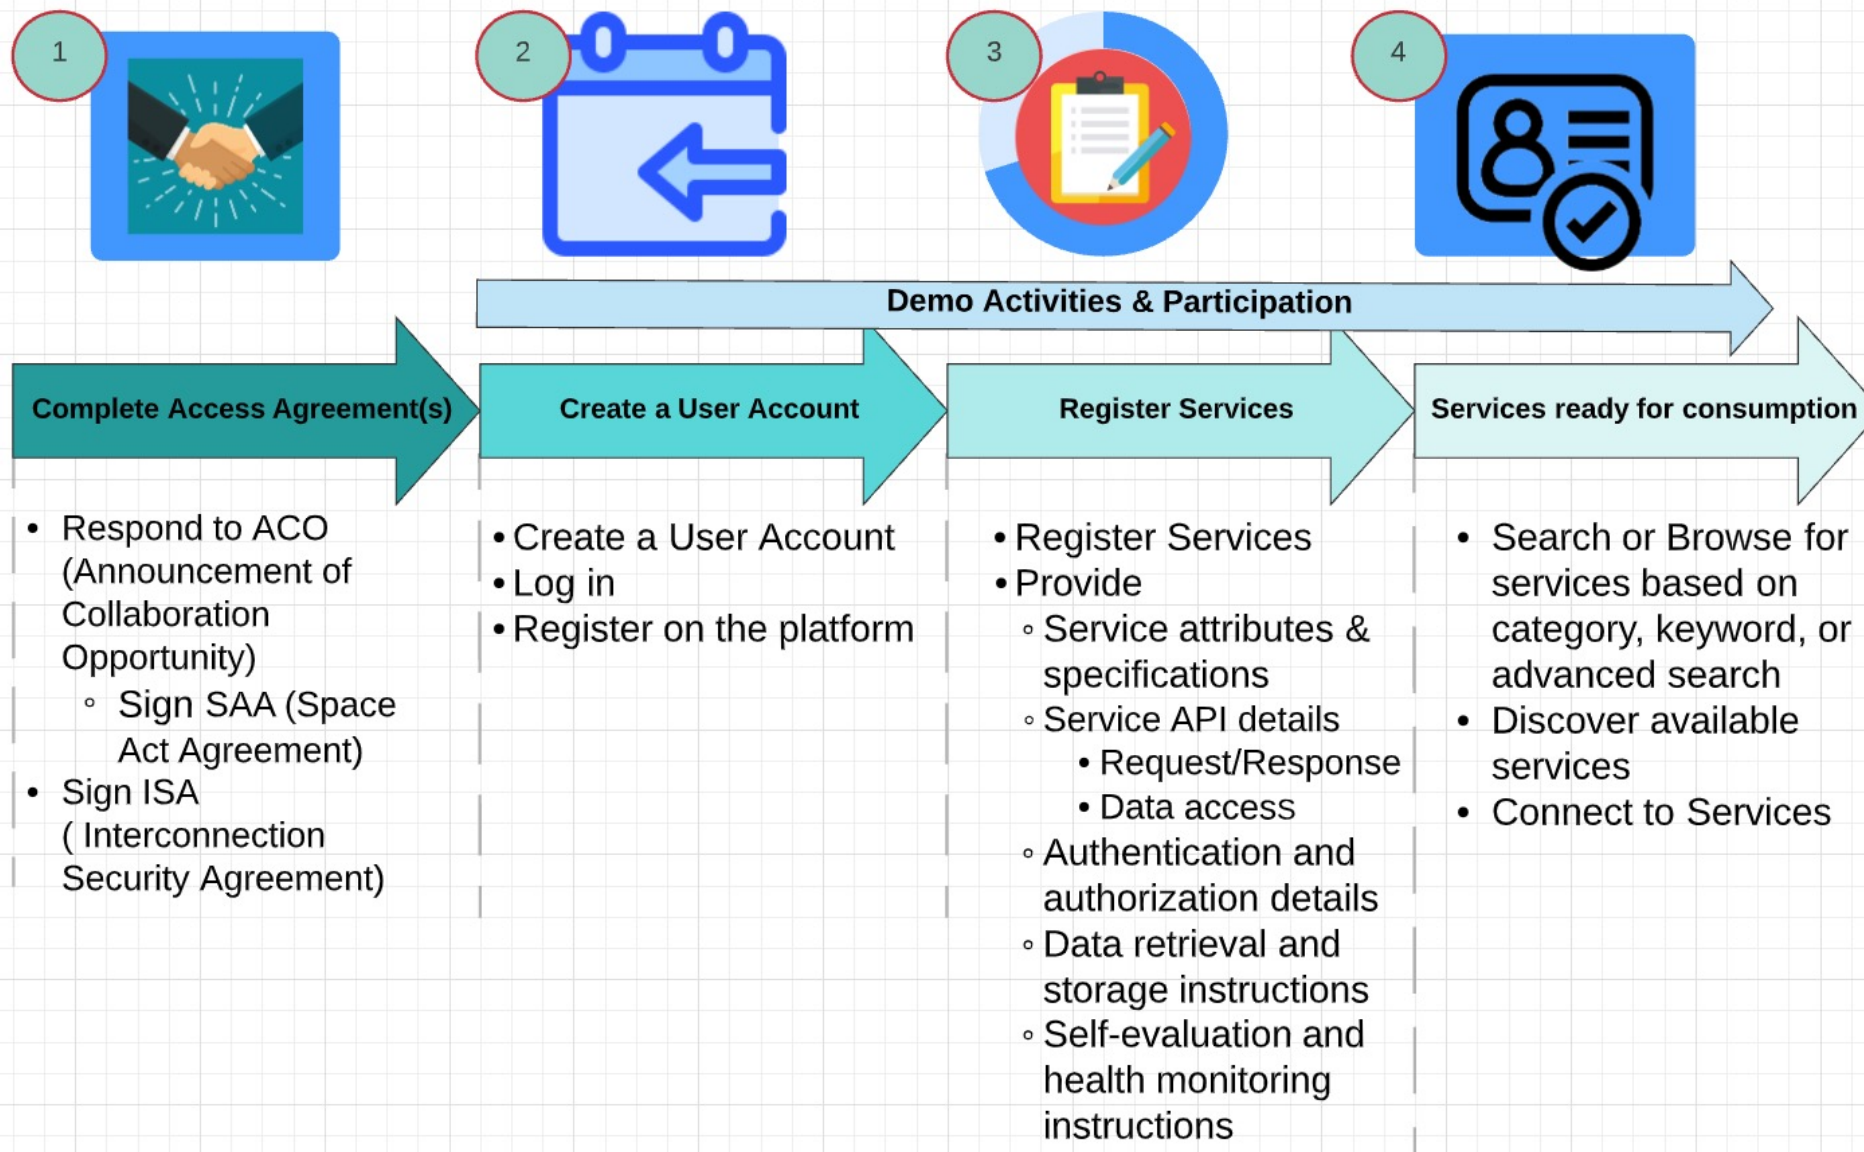 1
2
3
4
Demo Activities & Participation
Complete Access Agreement(s)
Create a User Account
Register Services
Services ready for consumption
• Respond to ACO
(Announcement of
Collaboration
Opportunity)
◦ Sign SAA (Space
Act Agreement)
• Sign ISA
( Interconnection
Security Agreement)
• Create a User Account
• Log in
• Register on the platform
• Register Services
• Provide
◦ Service attributes &
specifications
◦ Service API details
• Request/Response
• Data access
◦ Authentication and
authorization details
◦ Data retrieval and
storage instructions
◦ Self-evaluation and
health monitoring
instructions
• Search or Browse for
services based on
category, keyword, or
advanced search
• Discover available
services
• Connect to Services